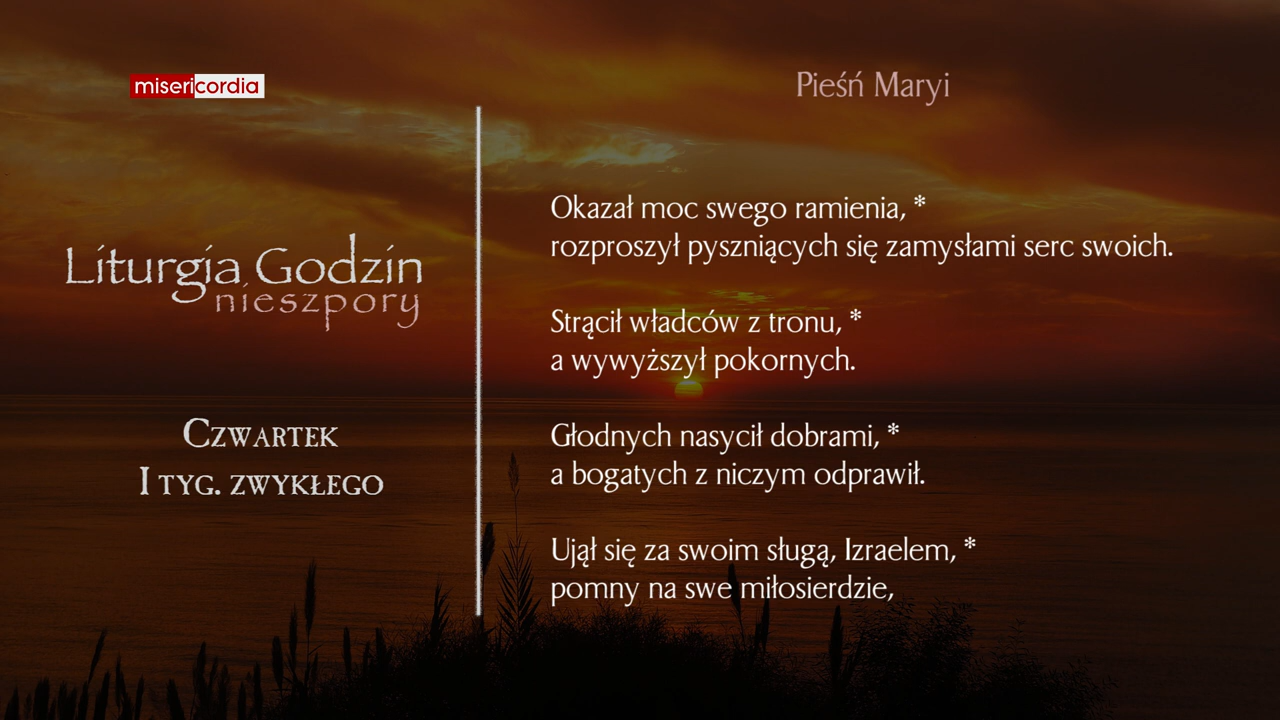 misericordia
Liturgia Godzin
nieszpory
Czwartek
I tyg. zwykłego
Pieśń Maryi
Okazał moc swego ramienia, *
rozproszył pyszniących się zamysłami serc swoich.
Strącił władców z tronu, *
a wywyższył pokornych.
Głodnych nasycił dobrami, *
a bogatych z niczym odprawił.
Ujął się za swoim sługą, Izraelem, *
pomny na swe miłosierdzie,